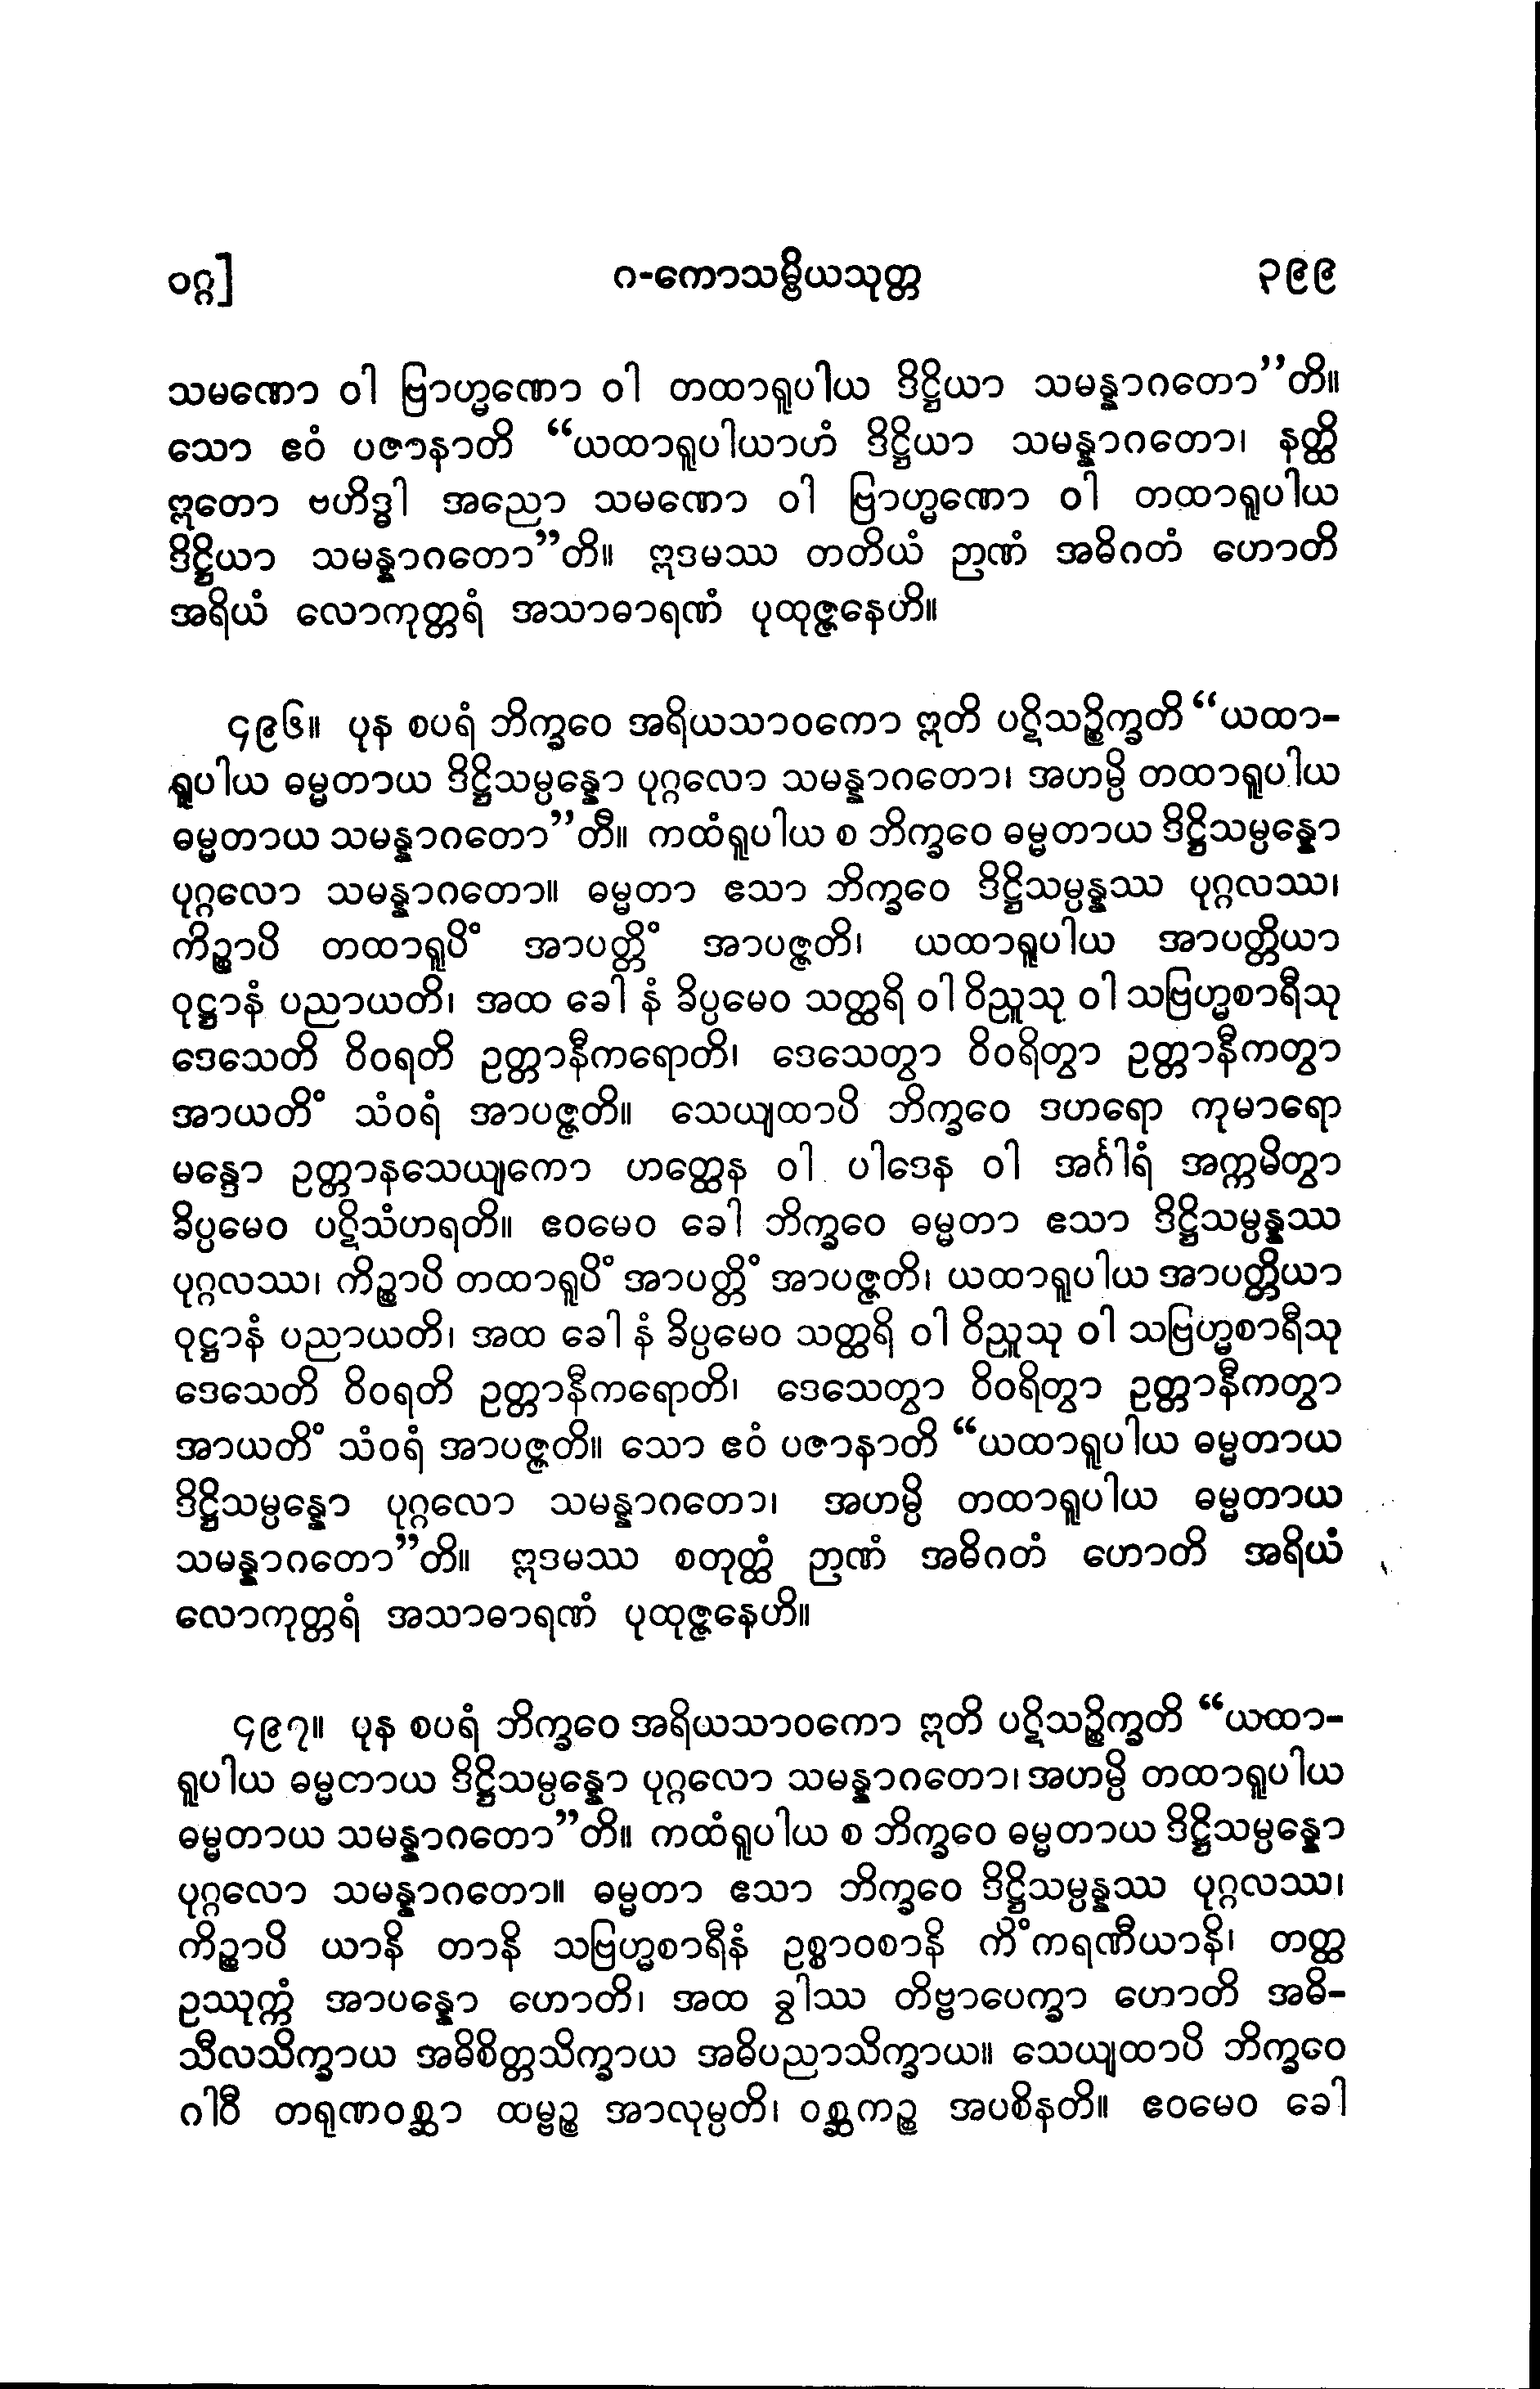 ဝဂ္ဂ]
ဂ-ကောသမ္ဗိယသုတ္တ
၃၉၉
သမဏော ဝါ ဗြာဟ္မဏော ဝါ တထာရူပါယ ဒိဋ္ဌိယာ သမန္နာဂတော”တိ။
သော ဧဝံ ပဇာနာတိ “ယထာရူပါယာဟံ ဒိဋ္ဌိယာ သမန္နာဂတော၊ နတ္ထိ
ဣတော ဗဟိဒ္ဓါ အညော သမဏော ဝါ ဗြာဟ္မဏော ဝါ တထာရူပါယ
ဒိဋ္ဌိယာ သမန္နာဂတော”တိ။ ဣဒမဿ တတိယံ ဉာဏံ အဓိဂတံ ဟောတိ
အရိယံ လောကုတ္တရံ အသာဓာရဏံ ပုထုဇ္ဇနေဟိ။
၄၉၆။ ပုန စပရံ ဘိက္ခဝေ အရိယသာဝကော ဣတိ ပဋိသဉ္စိက္ခတိ “ယထာ-
ရူပါယ ဓမ္မတာယ ဒိဋ္ဌိသမ္ပန္နော ပုဂ္ဂလော သမန္နာဂတော၊ အဟမ္ပိ တထာရူပါယ
ဓမ္မတာယ သမန္နာဂတော”တိ။ ကထံရူပါယ စ ဘိက္ခဝေ ဓမ္မတာယ ဒိဋ္ဌိသမ္ပန္နော
ပုဂ္ဂလော သမန္နာဂတော။ ဓမ္မတာ ဧသာ ဘိက္ခဝေ ဒိဋ္ဌိသမ္ပန္နဿ ပုဂ္ဂလဿ၊
ကိဉ္စာပိ တထာရူပိံ အာပတ္တိံ အာပဇ္ဇတိ၊ ယထာရူပါယ အာပတ္တိယာ
ဝုဋ္ဌာနံ ပညာယတိ၊ အထ ခေါ နံ ခိပ္ပမေဝ သတ္ထရိ ဝါ ဝိညူသု ဝါ သဗြဟ္မစာရီသု
ဒေသေတိ ဝိဝရတိ ဥတ္တာနီကရောတိ၊ ဒေသေတွာ ဝိဝရိတွာ ဥတ္တာနီကတွာ
အာယတိံ သံဝရံ အာပဇ္ဇတိ။ သေယျထာပိ ဘိက္ခဝေ ဒဟရော ကုမာရော
မန္ဒော ဥတ္တာနသေယျကော ဟတ္ထေန ဝါ ပါဒေန ဝါ အင်္ဂါရံ အက္ကမိတွာ
ခိပ္ပမေဝ ပဋိသံဟရတိ။ ဧဝမေဝ ခေါ ဘိက္ခဝေ ဓမ္မတာ ဧသာ ဒိဋ္ဌိသမ္ပန္နဿ
ပုဂ္ဂလဿ၊ ကိဉ္စာပိ တထာရူပိံ အာပတ္တိံ အာပဇ္ဇတိ၊ ယထာရူပါယ အာပတ္တိယာ
ဝုဋ္ဌာနံ ပညာယတိ၊ အထ ခေါ နံ ခိပ္ပမေဝ သတ္ထရိ ဝါ ဝိညူသု ဝါ သဗြဟ္မစာရီသု
ဒေသေတိ ဝိဝရတိ ဥတ္တာနီကရောတိ၊ ဒေသေတွာ ဝိဝရိတွာ ဥတ္တာနီကတွာ
အာယတိံ သံဝရံ အာပဇ္ဇတိ။ သော ဧဝံ ပဇာနာတိ “ယထာရူပါယ ဓမ္မတာယ
ဒိဋ္ဌိသမ္ပန္နော ပုဂ္ဂလော သမန္နာဂတော၊ အဟမ္ပိ တထာရူပါယ ဓမ္မတာယ
သမန္နာဂတော”တိ။ ဣဒမဿ စတုတ္ထံ ဉာဏံ အဓိဂတံ ဟောတိ အရိယံ
လောကုတ္တရံ အသာဓာရဏံ ပုထုဇ္ဇနေဟိ။
၄၉၇။ ပုန စပရံ ဘိက္ခဝေ အရိယသာဝကော ဣတိ ပဋိသဉ္စိက္ခတိ “ယထာ-
ရူပါယ ဓမ္မတာယ ဒိဋ္ဌိသမ္ပန္နော ပုဂ္ဂလော သမန္နာဂတော၊ အဟမ္ပိ တထာရူပါယ
ဓမ္မတာယ သမန္နာဂတော”တိ။ ကထံရူပါယ စ ဘိက္ခဝေ ဓမ္မတာယ ဒိဋ္ဌိသမ္ပန္နော
ပုဂ္ဂလော သမန္နာဂတော။ ဓမ္မတာ ဧသာ ဘိက္ခဝေ ဒိဋ္ဌိသမ္ပန္နဿ ပုဂ္ဂလဿ၊
ကိဉ္စာပိ ယာနိ တာနိ သဗြဟ္မစာရီနံ ဥစ္စာဝစာနိ ကိံကရဏီယာနိ၊ တတ္ထ
ဥဿုက္ကံ အာပန္နော ဟောတိ၊ အထ ခွါဿ တိဗ္ဗာပေက္ခာ ဟောတိ အဓိ-
သီလသိက္ခာယ အဓိစိတ္တသိက္ခာယ အဓိပညာသိက္ခာယ။ သေယျထာပိ ဘိက္ခဝေ
ဂါဝီ တရုဏဝစ္ဆာ ထမ္ဗဉ္စ အာလုမ္ပတိ၊ ဝစ္ဆကဉ္စ အပစိနတိ။ ဧဝမေဝ ခေါ